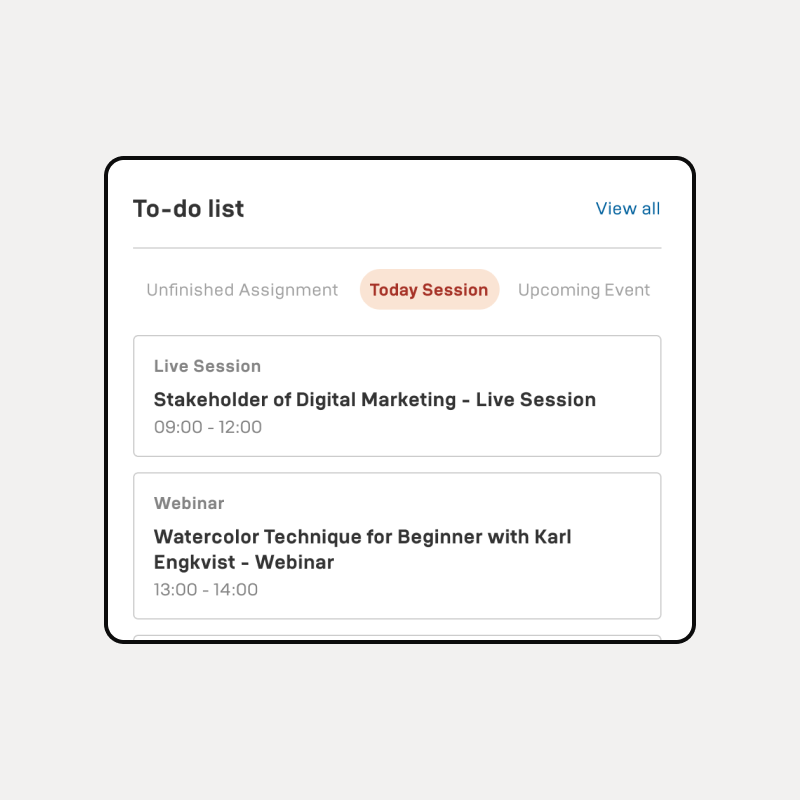 To-do list
View all
Unfinished Assignment
Today Session
Upcoming Event
Live Session
Stakeholder of Digital Marketing - Live Session
09:00 - 12:00
Webinar
Watercolor Technique for Beginner with Karl
Engkvist - Webinar
13:00 - 14:00